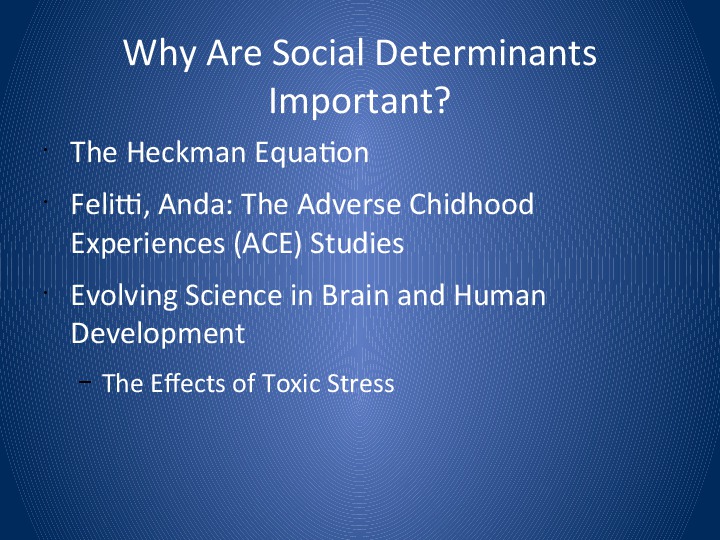 Why Are Social Determinants
Important?
The Heckman Equation
Felitti, Anda: The Adverse Chidhood
Experiences (ACE) Studies
Evolving Science in Brain and Human
Development
– The Effects of Toxic Stress